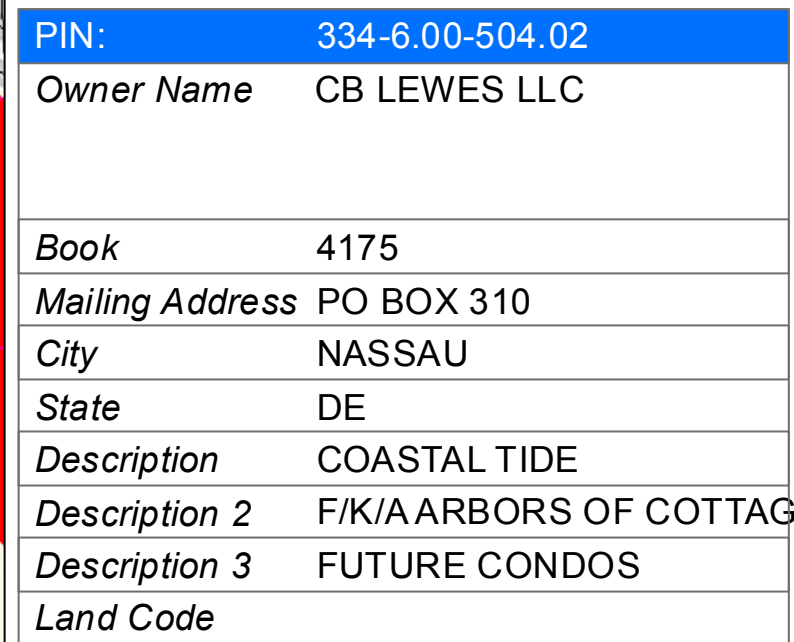 PIN: 334-6.00-504.02
Owner Name CB LEWES LLC
Book 4175
Mailing Address PO BOX 310
City NASSAU
State DE
Description COASTAL TIDE
Description 2 F/K/A ARBORS OF COTTAG
Description 3 FUTURE CONDOS
Land Code